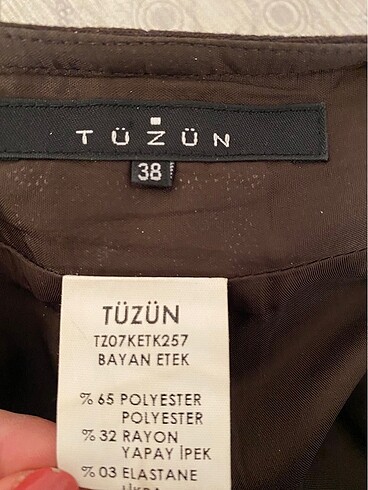 TÜZÜN
38
TÜZÜN
TZ07KETK257
BAYAN ETEK
% 65 POLYESTER
POLYESTER
% 32 RAYON
YAPAY İPEK
% 03 ELASTANE